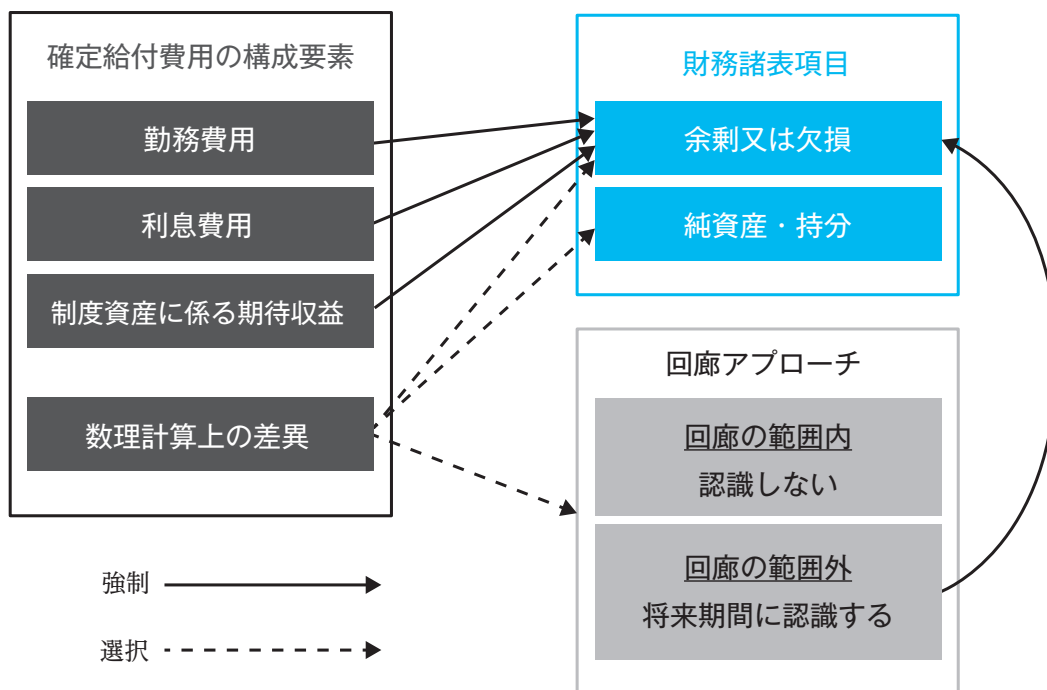 確定給付費用の構成要素
勤務費用
利息費用
制度資産に係る期待収益
数理計算上の差異
財務諸表項目
余剰又は欠損
純資産・持分
回廊アプローチ
回廊の範囲内
認識しない
回廊の範囲外
将来期間に認識する
強制
選択